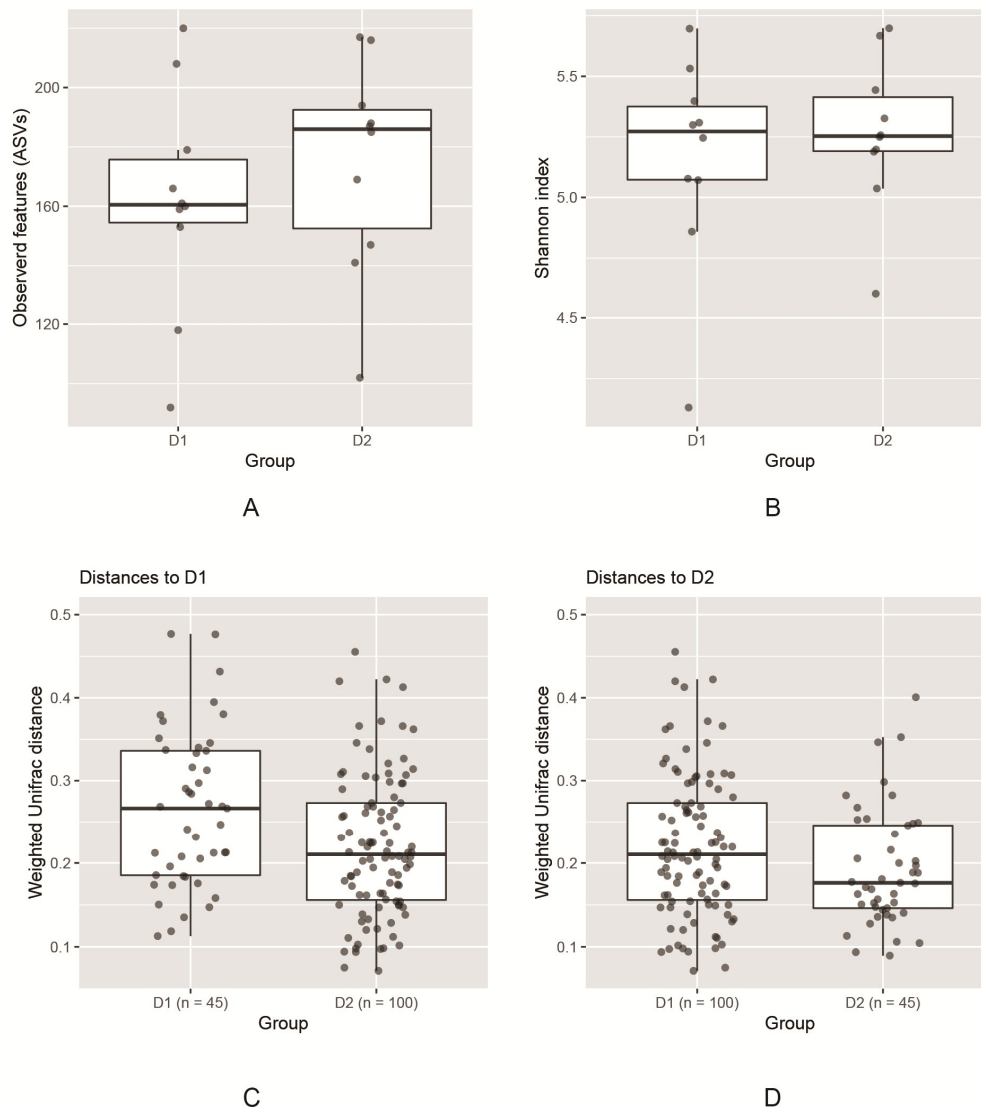 Observerd features (ASVs)
200
160
120
D1
D2
Group
A
Shannon index
5.5
5.0
4.5
D1
D2
Group
B
Distances to D1
Weighted Unifrac distance
0.5
0.4
0.3
0.2
0.1
D1 (n = 45)
D2 (n = 100)
Group
C
Distances to D2
Weighted Unifrac distance
0.5
0.4
0.3
0.2
0.1
D1 (n = 100)
D2 (n = 45)
Group
D